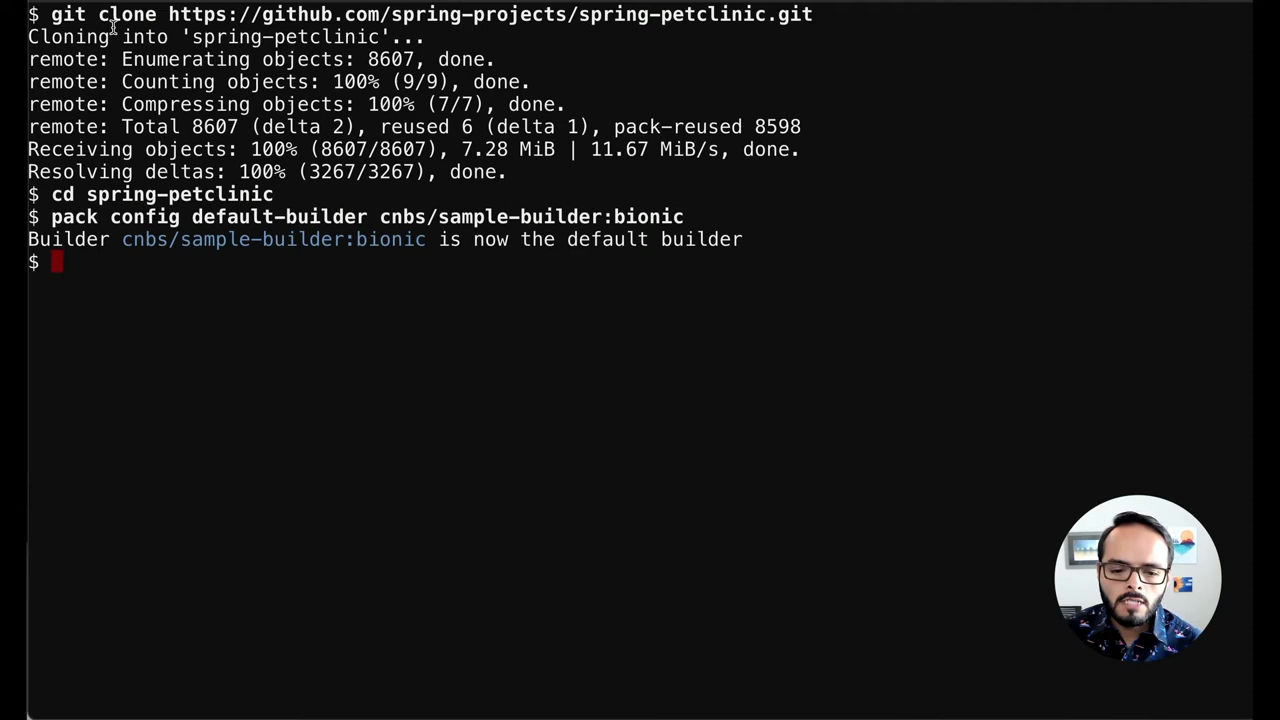 $ git clone https://github.com/spring-projects/spring-petclinic.git
Cloning into 'spring-petclinic'...
remote: Enumerating objects: 8607, done.
remote: Counting objects: 100% (9/9), done.
remote: Compressing objects: 100% (7/7), done.
remote: Total 8607 (delta 2), reused 6 (delta 1), pack-reused 8598
Receiving objects: 100% (8607/8607), 7.28 MiB | 11.67 MiB/s, done.
Resolving deltas: 100% (3267/3267), done.
$ cd spring-petclinic
$ pack config default-builder cnbs/sample-builder:bionic
Builder cnbs/sample-builder:bionic is now the default builder
$